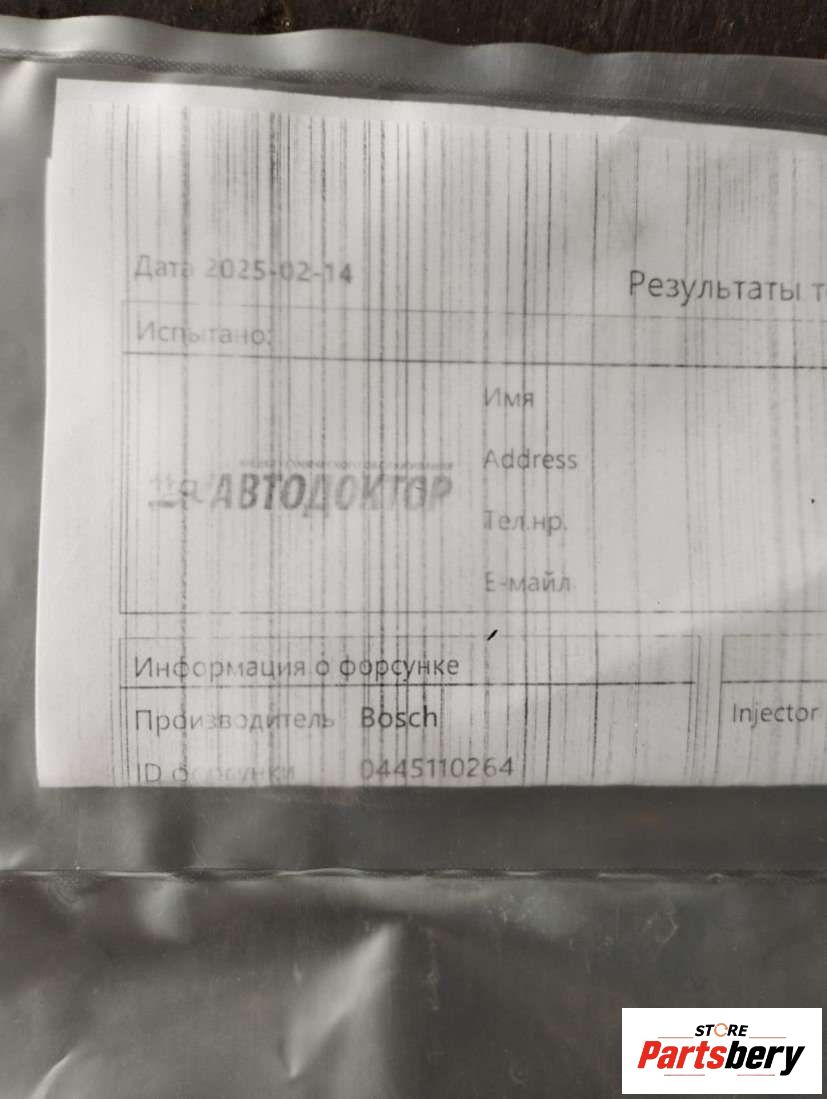 Дата 2025-02-14
Результаты
Испытано:
Имя
Address
АВТОДОКТОР
Тел.нр.
Е-майл
Информация о форсунке
Производитель Bosch
Injector
ID форсунки 0445110264
STORE
Partsbery